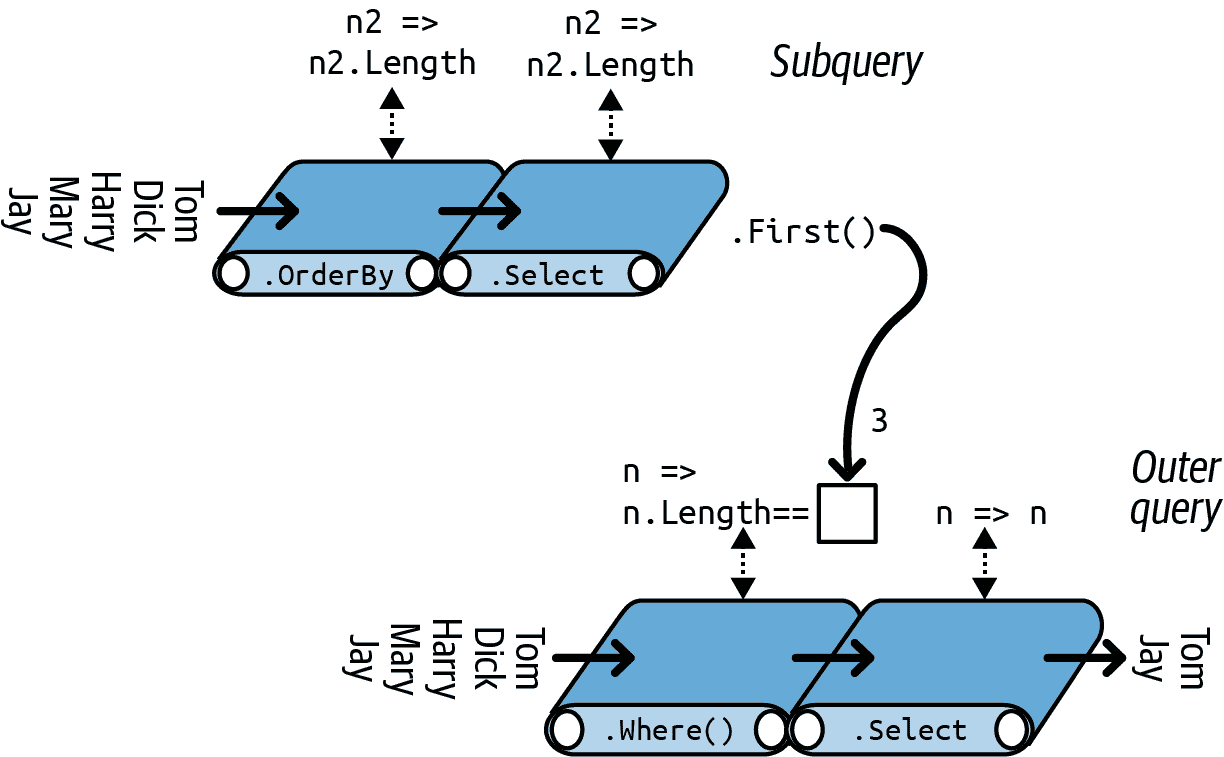 n2 =>
n2.Length
n2 =>
n2.Length
Subquery
Tom
Dick
Harry
Mary
Jay
.First()
.OrderBy
.Select
3
n =>
n.Length==
n => n
Outer
query
Tom
Dick
Harry
Mary
Jay
Tom
Jay
.Where()
.Select